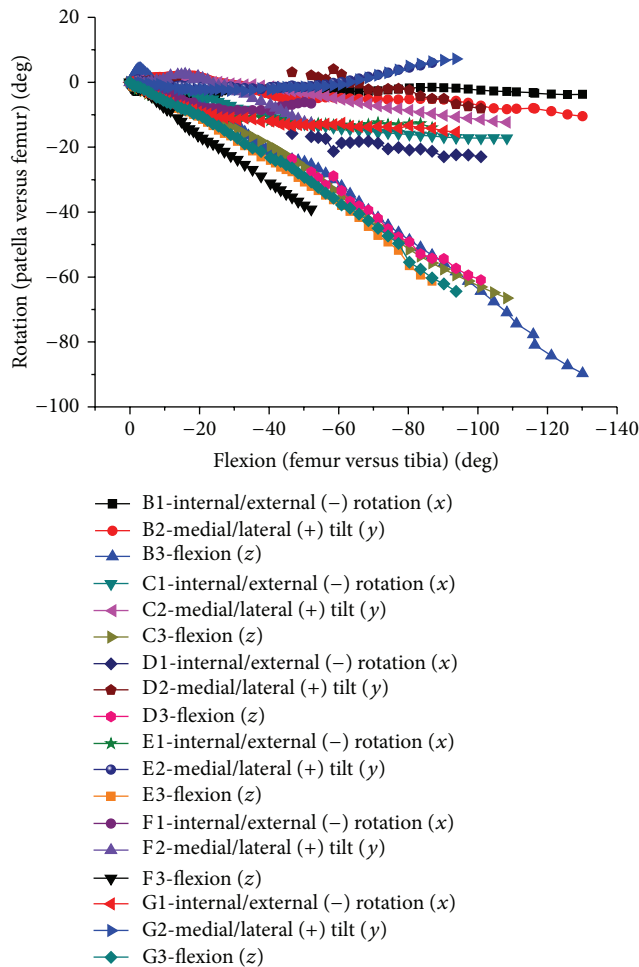 20
0
−20
−40
−60
−80
−100
Rotation (patella versus femur) (deg)
0 −20 −40 −60 −80 −100 −120 −140
Flexion (femur versus tibia) (deg)
B1-internal/external (−) rotation (x)
B2-medial/lateral (+) tilt (y)
B3-flexion (z)
C1-internal/external (−) rotation (x)
C2-medial/lateral (+) tilt (y)
C3-flexion (z)
D1-internal/external (−) rotation (x)
D2-medial/lateral (+) tilt (y)
D3-flexion (z)
E1-internal/external (−) rotation (x)
E2-medial/lateral (+) tilt (y)
E3-flexion (z)
F1-internal/external (−) rotation (x)
F2-medial/lateral (+) tilt (y)
F3-flexion (z)
G1-internal/external (−) rotation (x)
G2-medial/lateral (+) tilt (y)
G3-flexion (z)